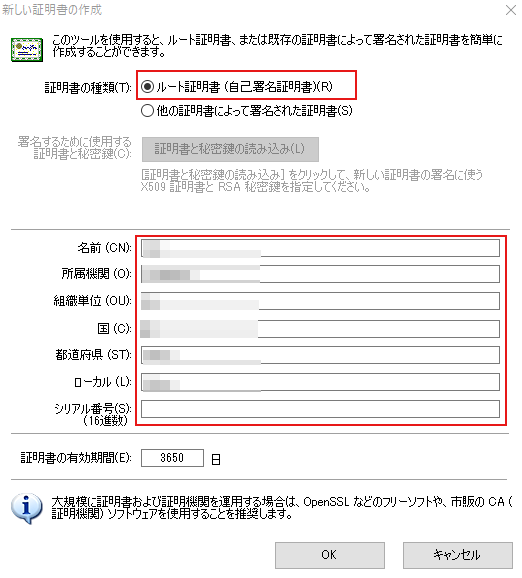 新しい証明書の作成
このツールを使用すると、ルート証明書、または既存の証明書によって署名された証明書を簡単に
作成することができます。
証明書の種類(T):
ルート証明書 (自己署名証明書)(R)
他の証明書によって署名された証明書(S)
署名するために使用する
証明書と秘密鍵(C):
証明書と秘密鍵の読み込み(L)
[証明書と秘密鍵の読み込み] をクリックして、新しい証明書の署名に使う
X509 証明書と RSA 秘密鍵を指定してください。
名前 (CN):
所属機関 (O):
組織単位 (OU):
国 (C):
都道府県 (ST):
ローカル (L):
シリアル番号(S):
(16進数)
証明書の有効期間(E):
3650
日
大規模に証明書および証明機関を運用する場合は、OpenSSL などのフリーソフトや、市販の CA (
証明機関) ソフトウェアを使用することを推奨します。
OK
キャンセル